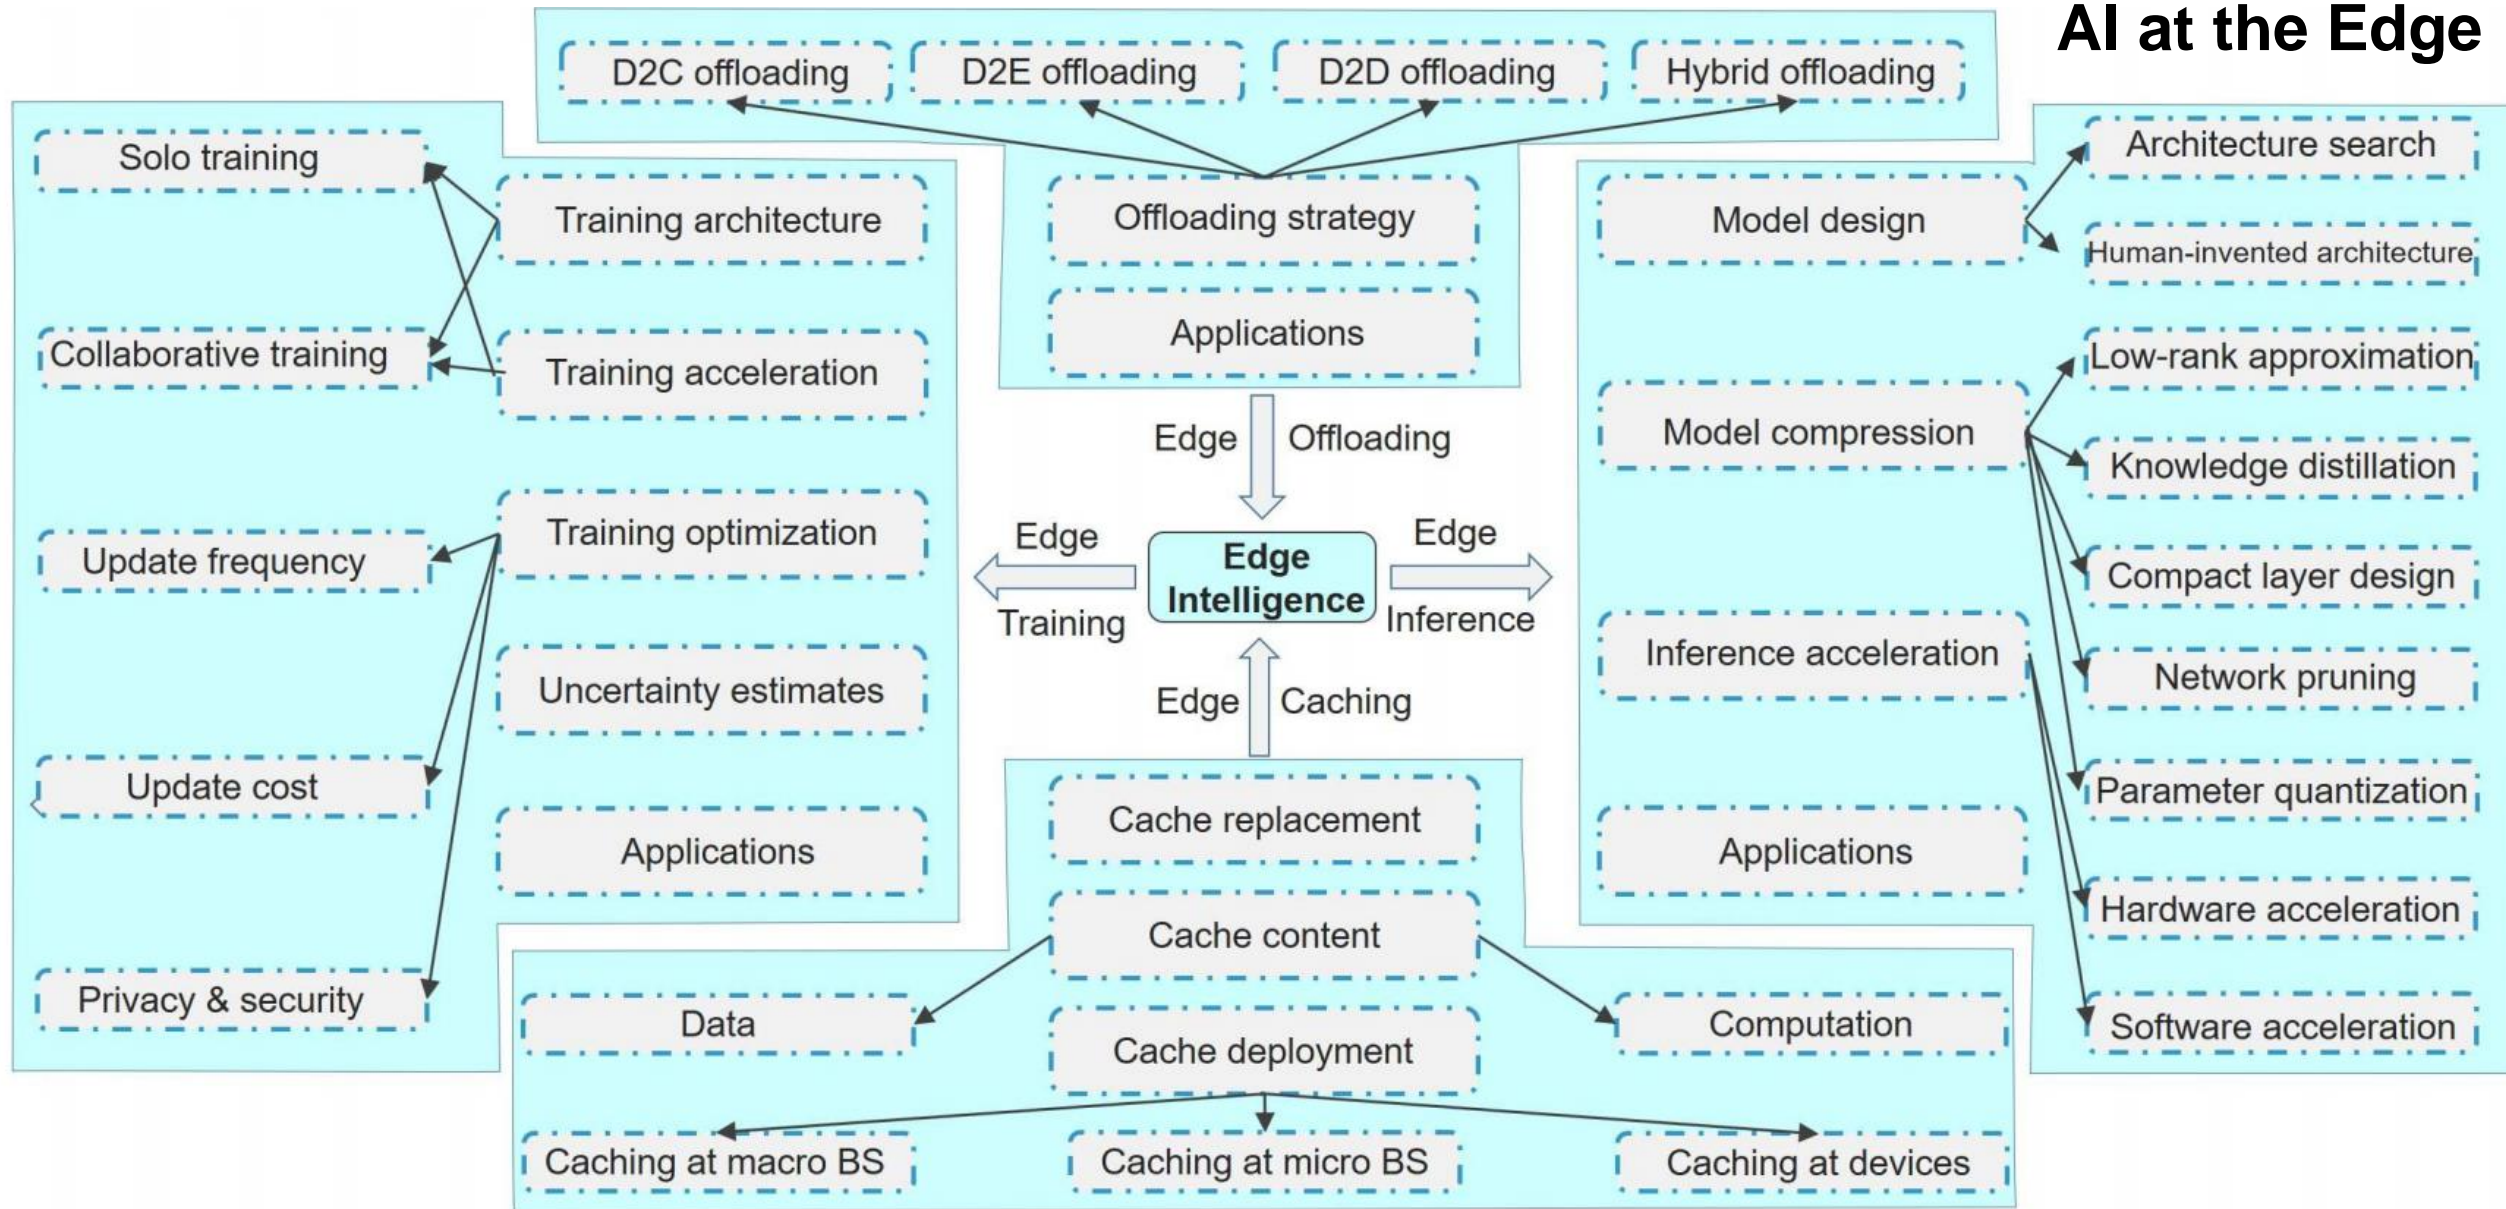 AI at the Edge
D2C offloading
D2E offloading
D2D offloading
Hybrid offloading
Offloading strategy
Applications
Solo training
Collaborative training
Update frequency
Update cost
Privacy & security
Training architecture
Training acceleration
Training optimization
Uncertainty estimates
Applications
Edge Offloading
Edge
Training
Edge
Intelligence
Edge
Inference
Edge Caching
Model design
Model compression
Inference acceleration
Applications
Architecture search
Human-invented architecture
Low-rank approximation
Knowledge distillation
Compact layer design
Network pruning
Parameter quantization
Hardware acceleration
Software acceleration
Cache replacement
Cache content
Data
Computation
Cache deployment
Caching at macro BS
Caching at micro BS
Caching at devices